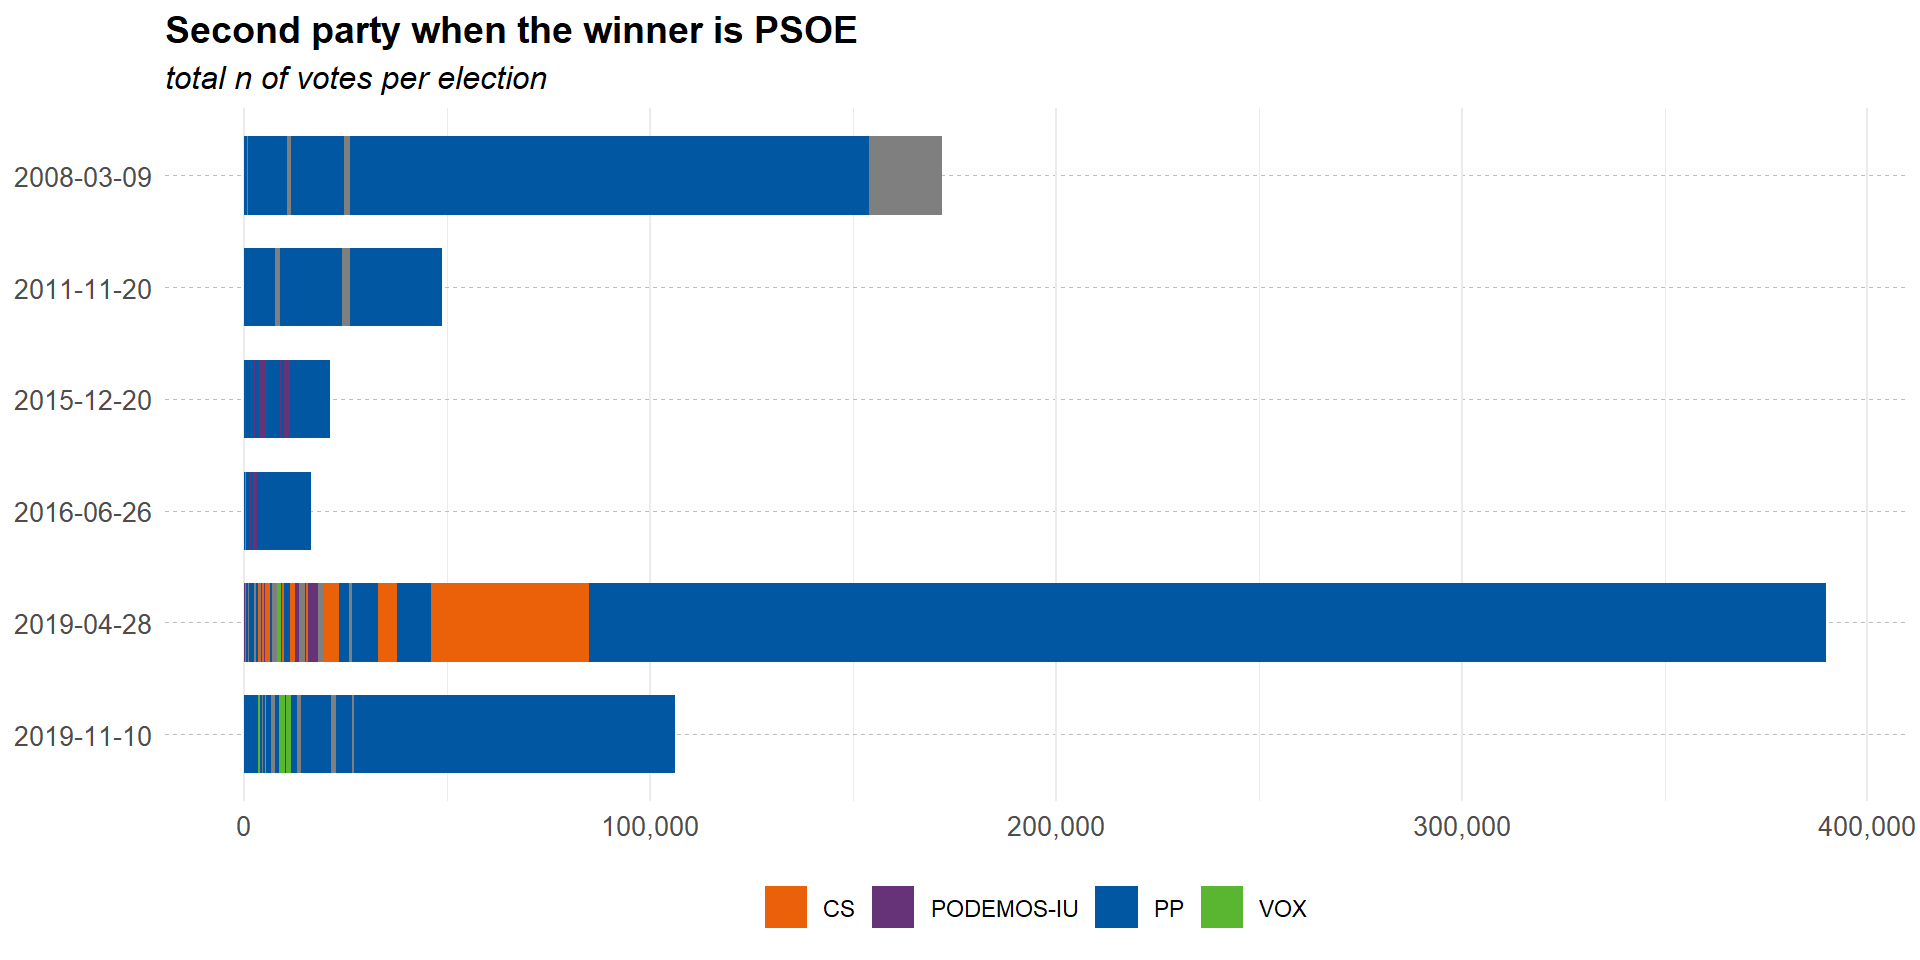 Second party when the winner is PSOE
total n of votes per election
2008-03-09
2011-11-20
2015-12-20
2016-06-26
2019-04-28
2019-11-10
0 100,000 200,000 300,000 400,000
CS PODEMOS-IU PP VOX